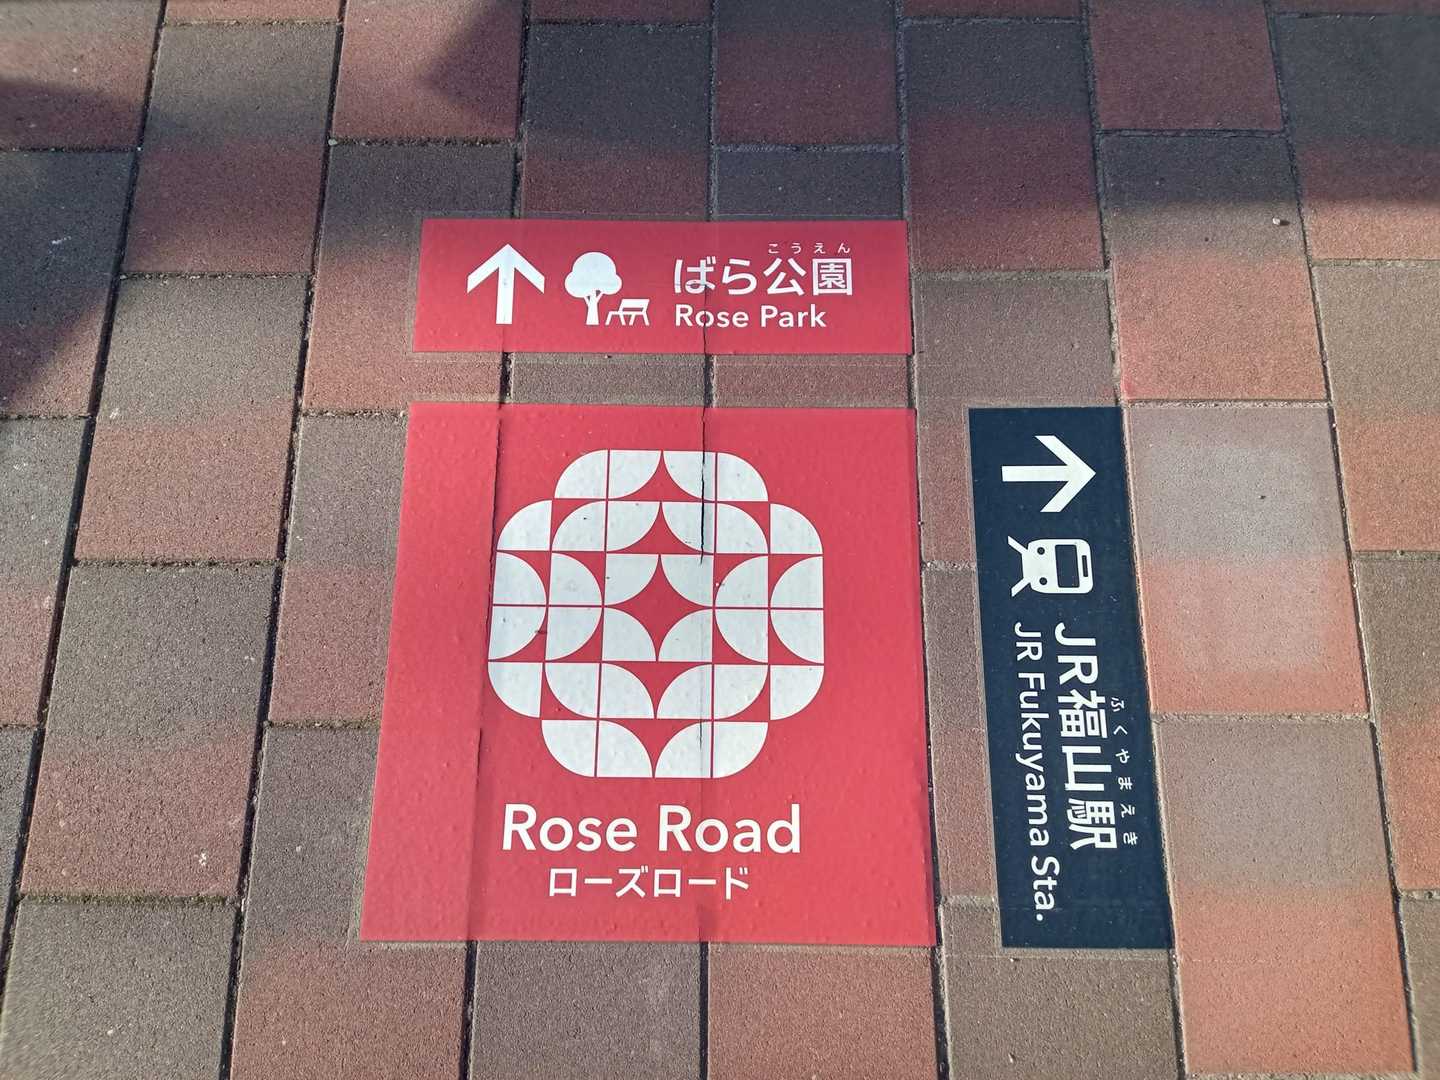 こうえん
ばら公園
Rose Park
Rose Road
ローズロード
ふくやまえき
JR福山駅
JR Fukuyama Sta.